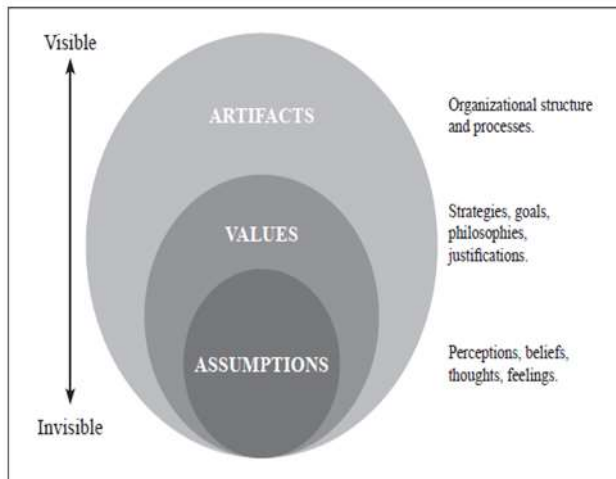 Visible
ARTIFACTS
Organizational structure
and processes.
VALUES
Strategies, goals,
philosophies,
justifications.
ASSUMPTIONS
Perceptions, beliefs,
thoughts, feelings.
Invisible